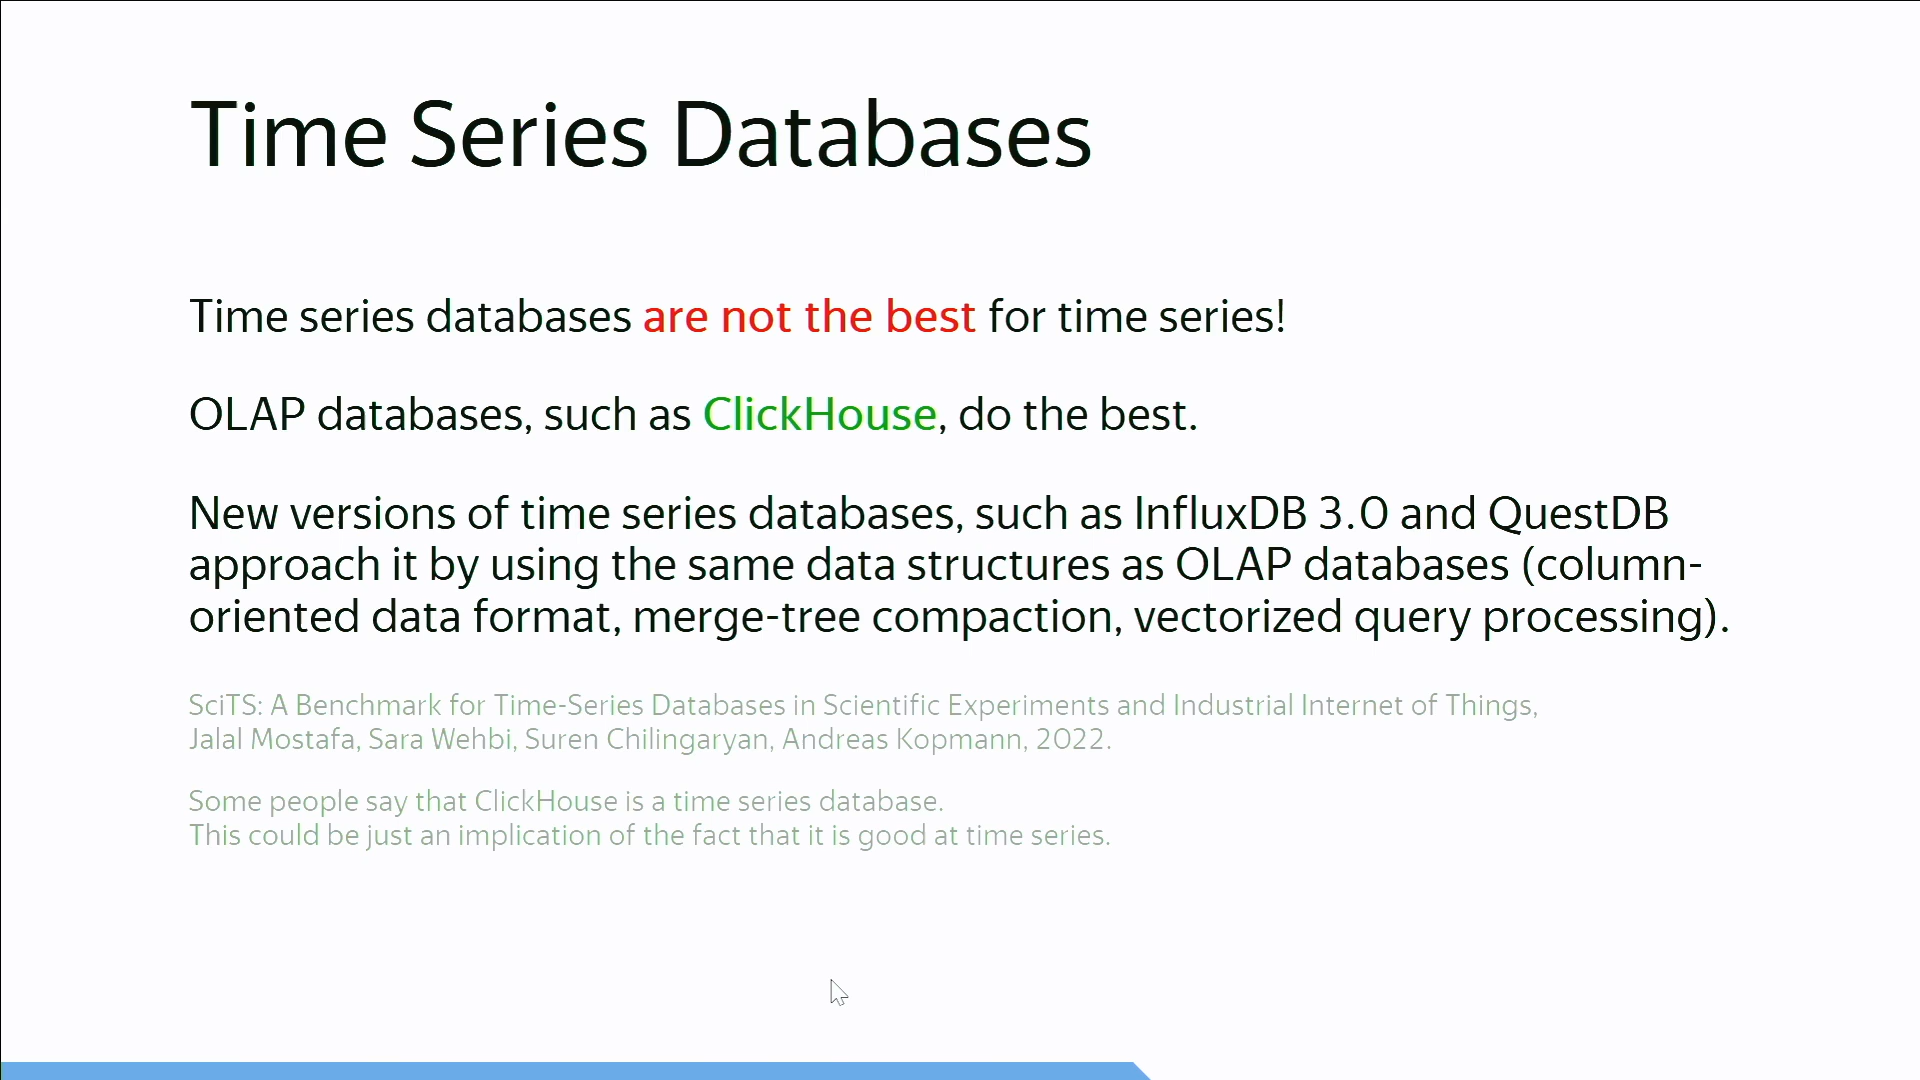 Time Series Databases
Time series databases are not the best for time series!
OLAP databases, such as ClickHouse, do the best.
New versions of time series databases, such as InfluxDB 3.0 and QuestDB
approach it by using the same data structures as OLAP databases (column-
oriented data format, merge-tree compaction, vectorized query processing).
SciTS: A Benchmark for Time-Series Databases in Scientific Experiments and Industrial Internet of Things,
Jalal Mostafa, Sara Wehbi, Suren Chilingaryan, Andreas Kopmann, 2022.
Some people say that ClickHouse is a time series database.
This could be just an implication of the fact that it is good at time series.